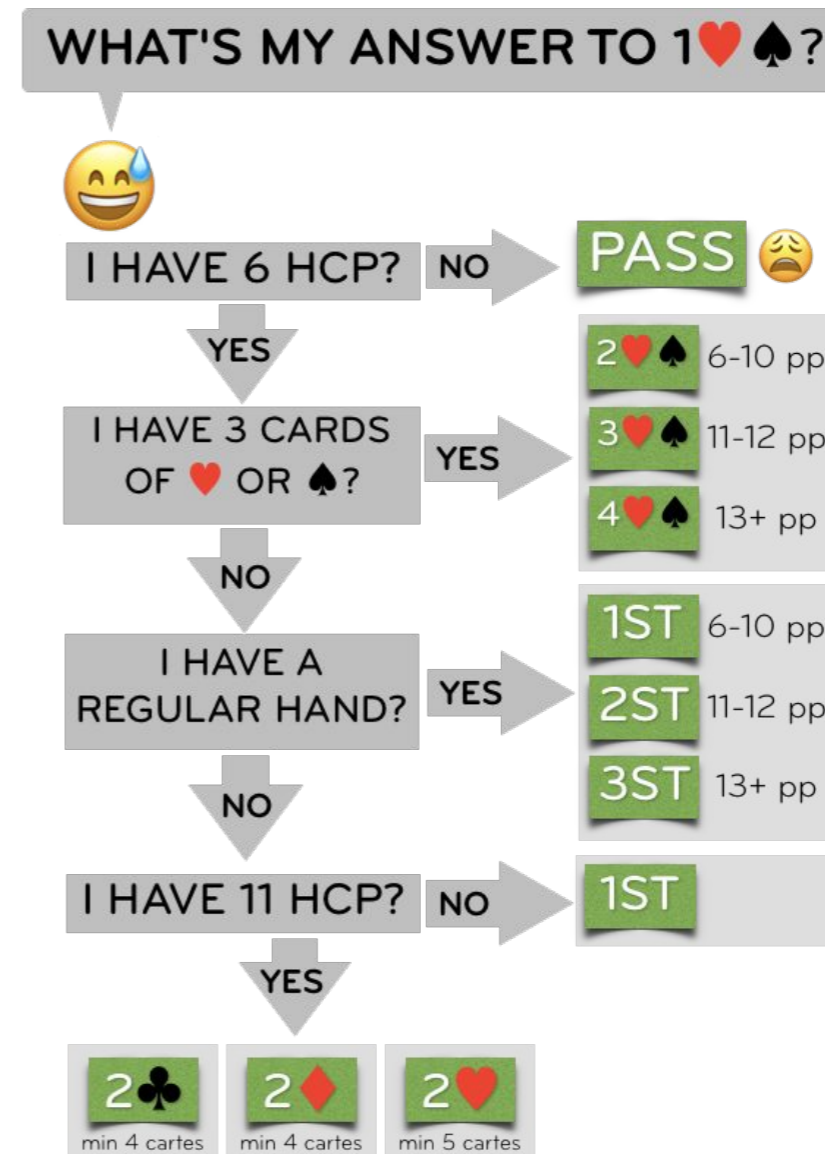 WHAT'S MY ANSWER TO 1♥♠?
I HAVE 6 HCP?
NO
PASS
YES
2♥♠ 6-10 pp
I HAVE 3 CARDS
OF ♥ OR ♠?
YES
3♥♠ 11-12 pp
4♥♠ 13+ pp
NO
1ST 6-10 pp
I HAVE A
REGULAR HAND?
YES
2ST 11-12 pp
3ST 13+ pp
NO
I HAVE 11 HCP?
NO
1ST
YES
2♣ 2♦ 2♥
min 4 cartes min 4 cartes min 5 cartes